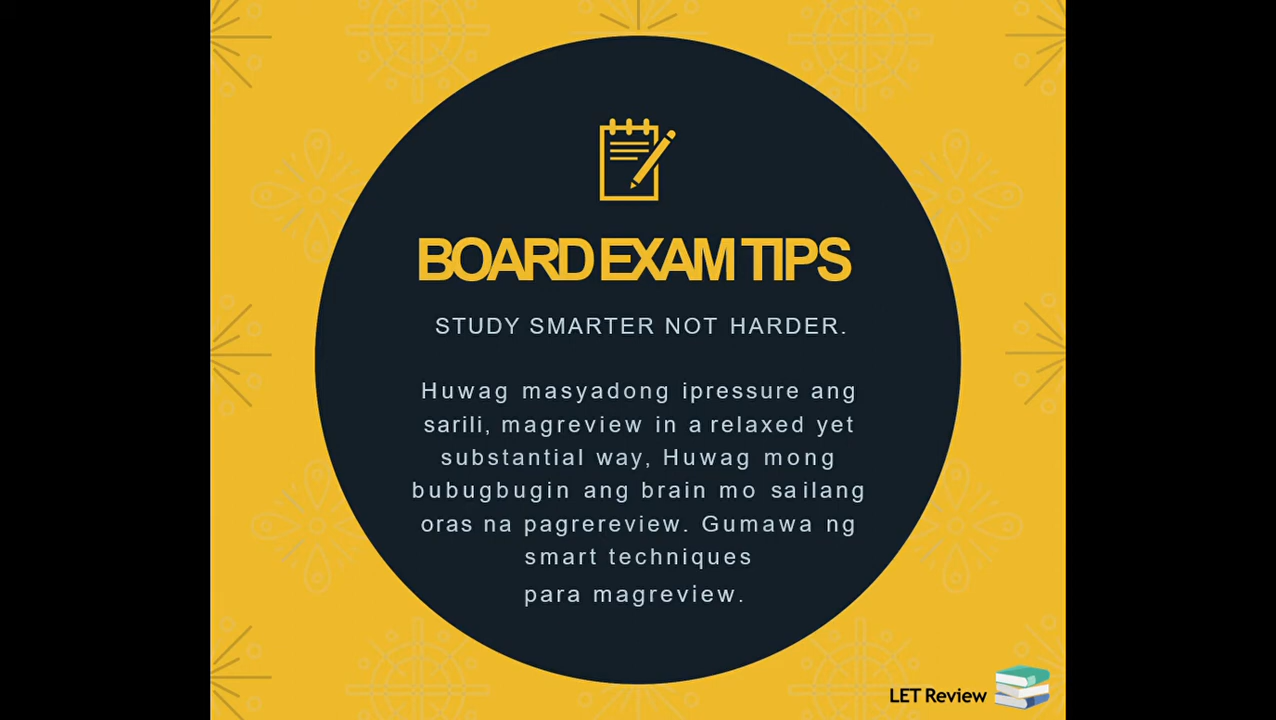 BOARD EXAM TIPS
STUDY SMARTER NOT HARDER.
Huwag masyadong ipressure ang
sarili, magreview in a relaxed yet
substantial way, Huwag mong
bubugbugin ang brain mo sa ilang
oras na pagrereview. Gumawa ng
smart techniques
para magreview.
LET Review